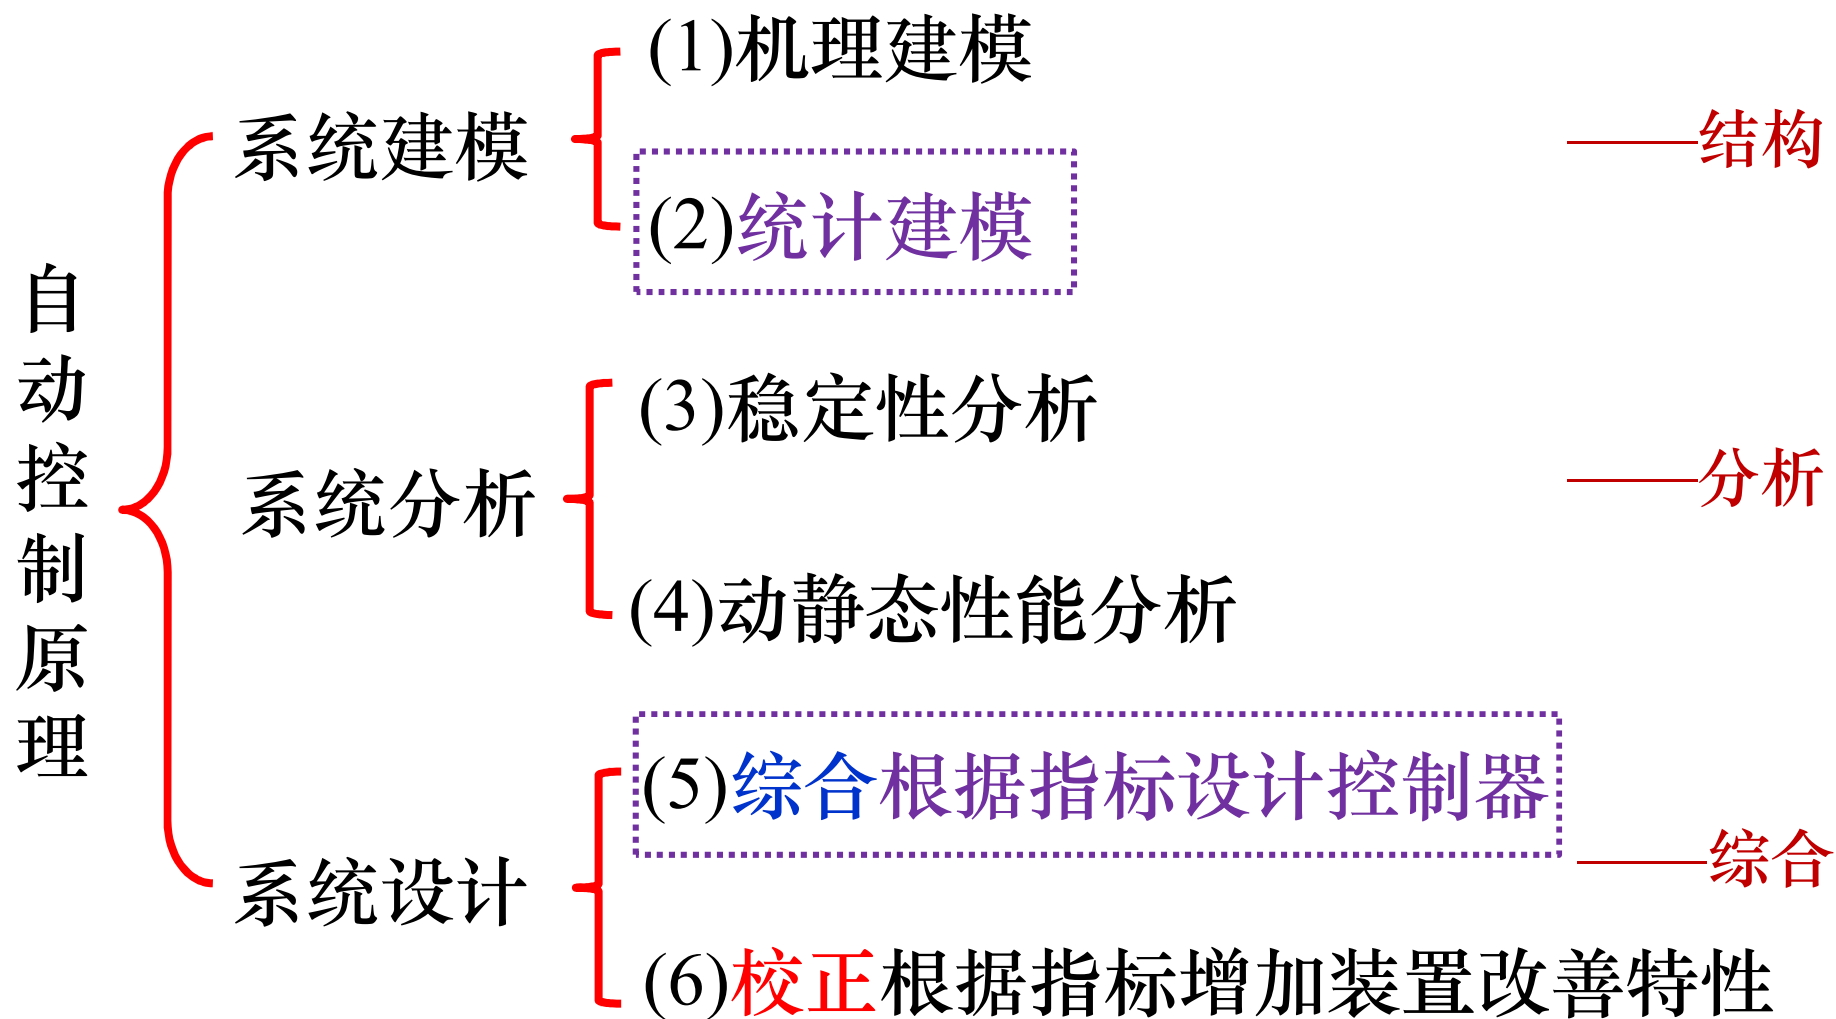 自动控制原理
系统建模
(1)机理建模
(2)统计建模
——结构
系统分析
(3)稳定性分析
(4)动静态性能分析
——分析
系统设计
(5)综合根据指标设计控制器
(6)校正根据指标增加装置改善特性
——综合